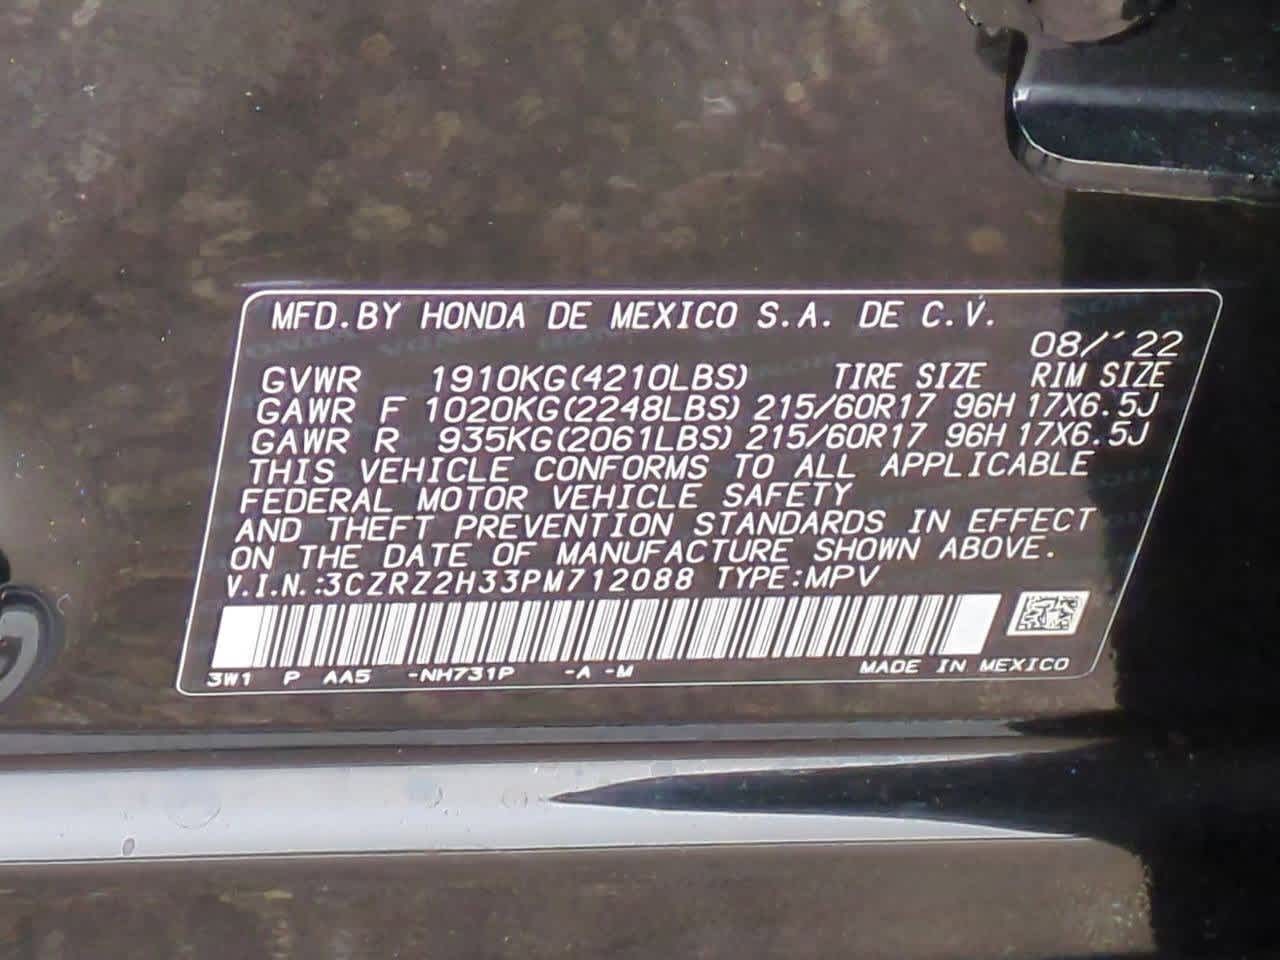 MFD.BY HONDA DE MEXICO S.A. DE C.V.
08/'22
GVWR 1910KG(4210LBS) TIRE SIZE RIM SIZE
GAWR F 1020KG(2248LBS) 215/60R17 96H 17X6.5J
GAWR R 935KG(2061LBS) 215/60R17 96H 17X6.5J
THIS VEHICLE CONFORMS TO ALL APPLICABLE
FEDERAL MOTOR VEHICLE SAFETY
AND THEFT PREVENTION STANDARDS IN EFFECT
ON THE DATE OF MANUFACTURE SHOWN ABOVE.
V.I.N.:3CZRZ2H33PM712088 TYPE:MPV
3W1 P AA5 -NH731P -A -M MADE IN MEXICO